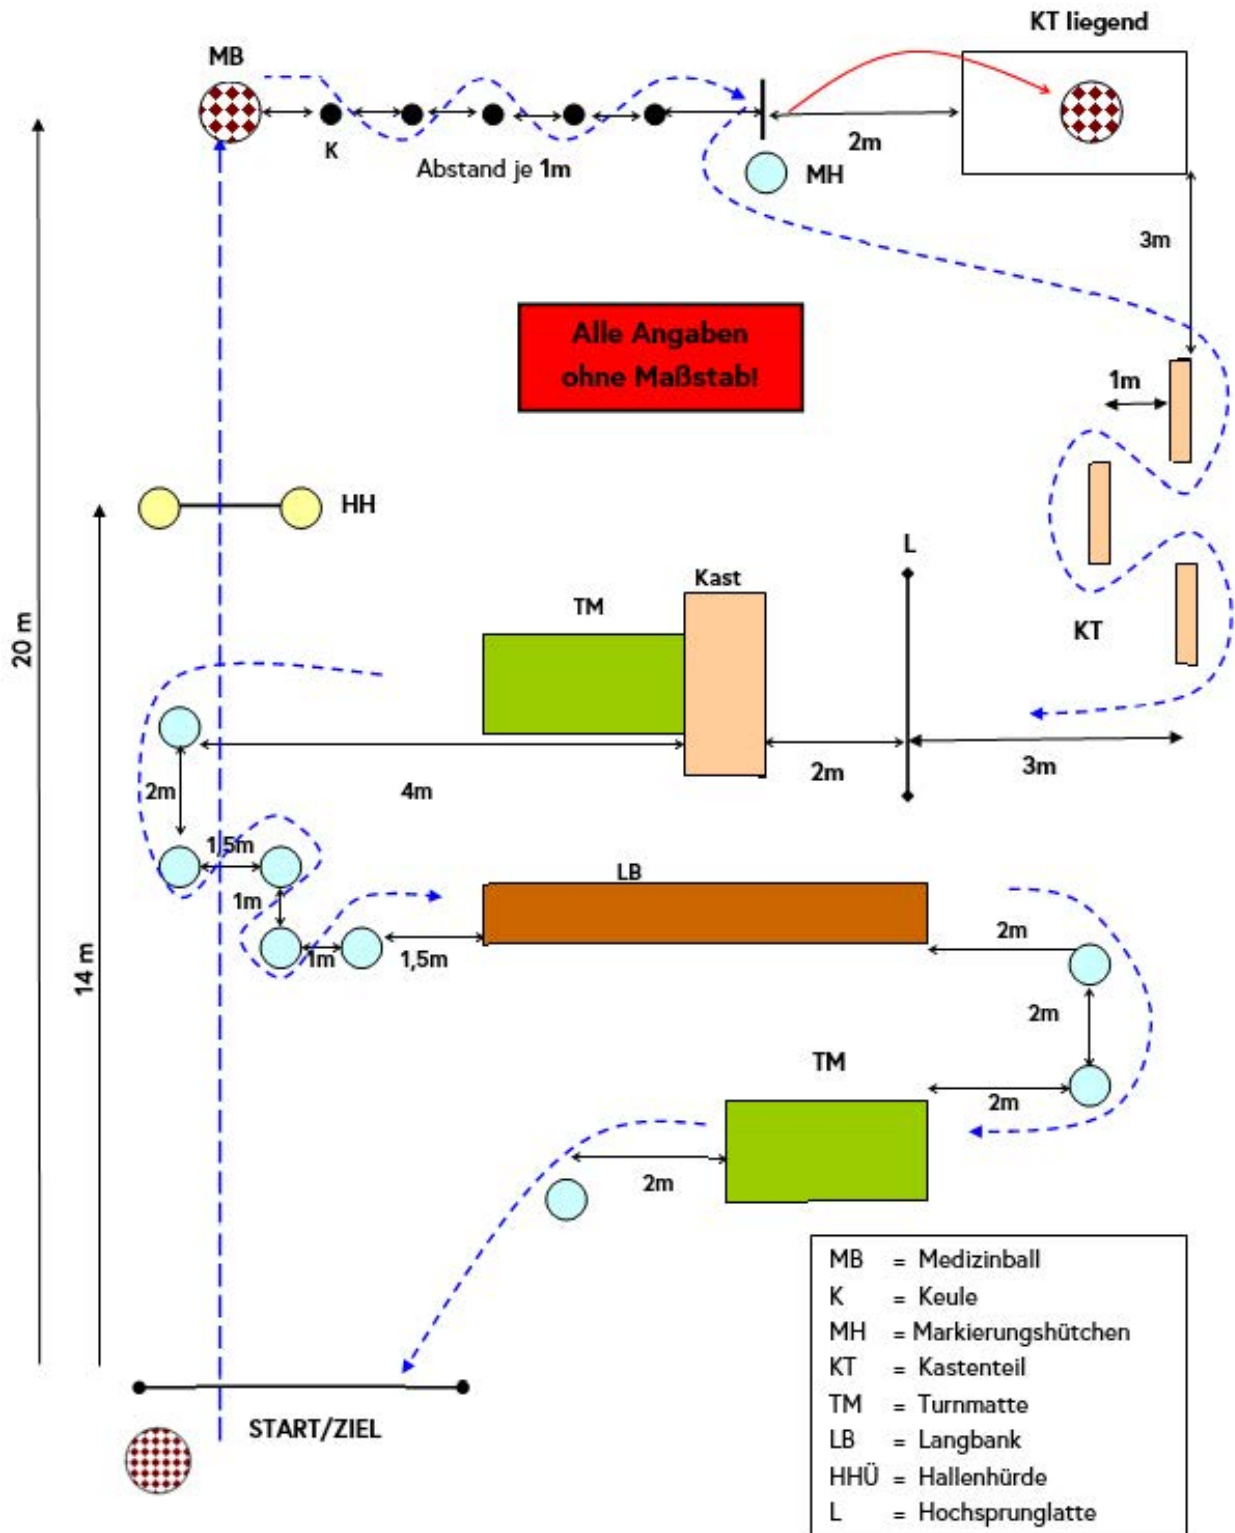 KT liegend
MB
K
Abstand je 1m
2m
MH
3m
Alle Angaben
ohne Maßstab!
1m
HH
L
Kast
TM
KT
20 m
2m
4m
2m
3m
1,5m
LB
1m
1m
1,5m
2m
14 m
2m
TM
2m
2m
START/ZIEL
MB = Medizinball
K = Keule
MH = Markierungshütchen
KT = Kastenteil
TM = Turnmatte
LB = Langbank
HHÜ = Hallenhürde
L = Hochsprunglatte